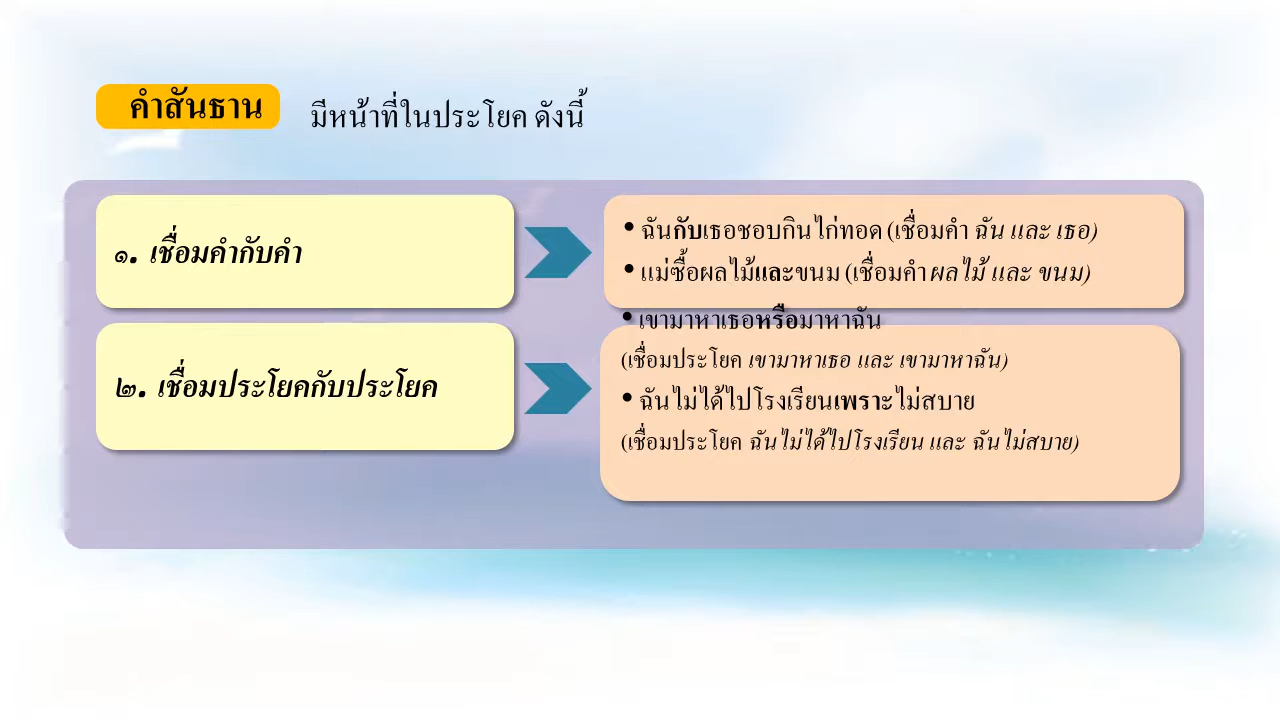 คำสันธาน มีหน้าที่ในประโยค ดังนี้
๑. เชื่อมคำกับคำ
• ฉันกับเธอชอบกินไก่ทอด (เชื่อมคำ ฉัน และ เธอ)
• แม่ซื้อผลไม้และขนม (เชื่อมคำ ผลไม้ และ ขนม)
๒. เชื่อมประโยคกับประโยค
• เขามาหาเธอหรือมาหาฉัน
(เชื่อมประโยค เขามาหาเธอ และ เขามาหาฉัน)
• ฉันไม่ได้ไปโรงเรียนเพราะไม่สบาย
(เชื่อมประโยค ฉันไม่ได้ไปโรงเรียน และ ฉันไม่สบาย)